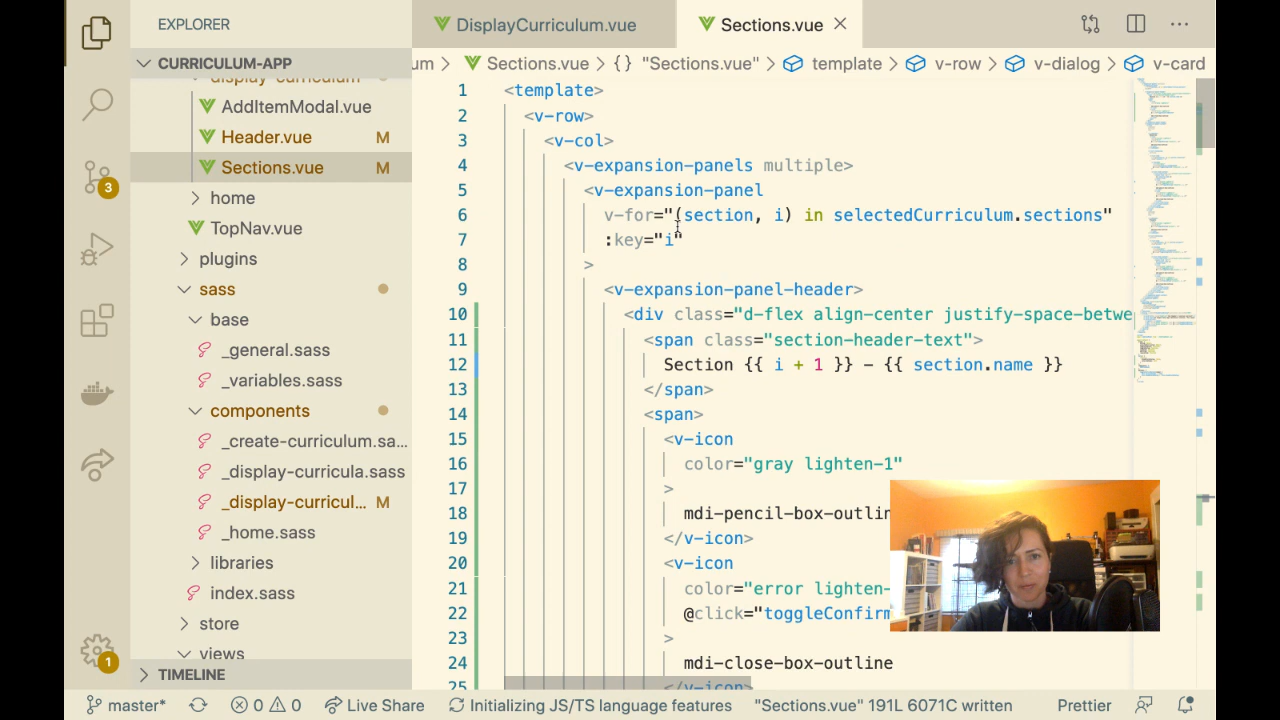 EXPLORER
DisplayCurriculum.vue
Sections.vue
CURRICULUM-APP
um > Sections.vue > {} "Sections.vue" > template > v-row > v-dialog > v-card
display-curriculum
AddItemModal.vue
Header.vue M
Sections.vue M
home
TopNav.vue
plugins
sass
base
_general.sass
_variables.sass
components
_create-curriculum.sa...
_display-curricula.sass
_display-curricul... M
_home.sass
libraries
index.sass
store
views
TIMELINE
3
1
1 <template>
2 <v-row>
3 <v-col>
4 <v-expansion-panels multiple>
5 <v-expansion-panel
6 v-for="(section, i) in selectedCurriculum.sections"
7 :key="i"
8 >
9 <v-expansion-panel-header>
10 <div class="d-flex align-center justify-space-betwe
11 <span class="section-header-text">
12 Section {{ i + 1 }} - {{ section.name }}
13 </span>
14 <span>
15 <v-icon
16 color="gray lighten-1"
17 >
18 mdi-pencil-box-outlin
19 </v-icon>
20 <v-icon
21 color="error lighten-
22 @click="toggleConfirm
23 >
24 mdi-close-box-outline
25 </v-icon>
master* 0 0 Live Share Initializing JS/TS language features "Sections.vue" 191L 6071C written Prettier